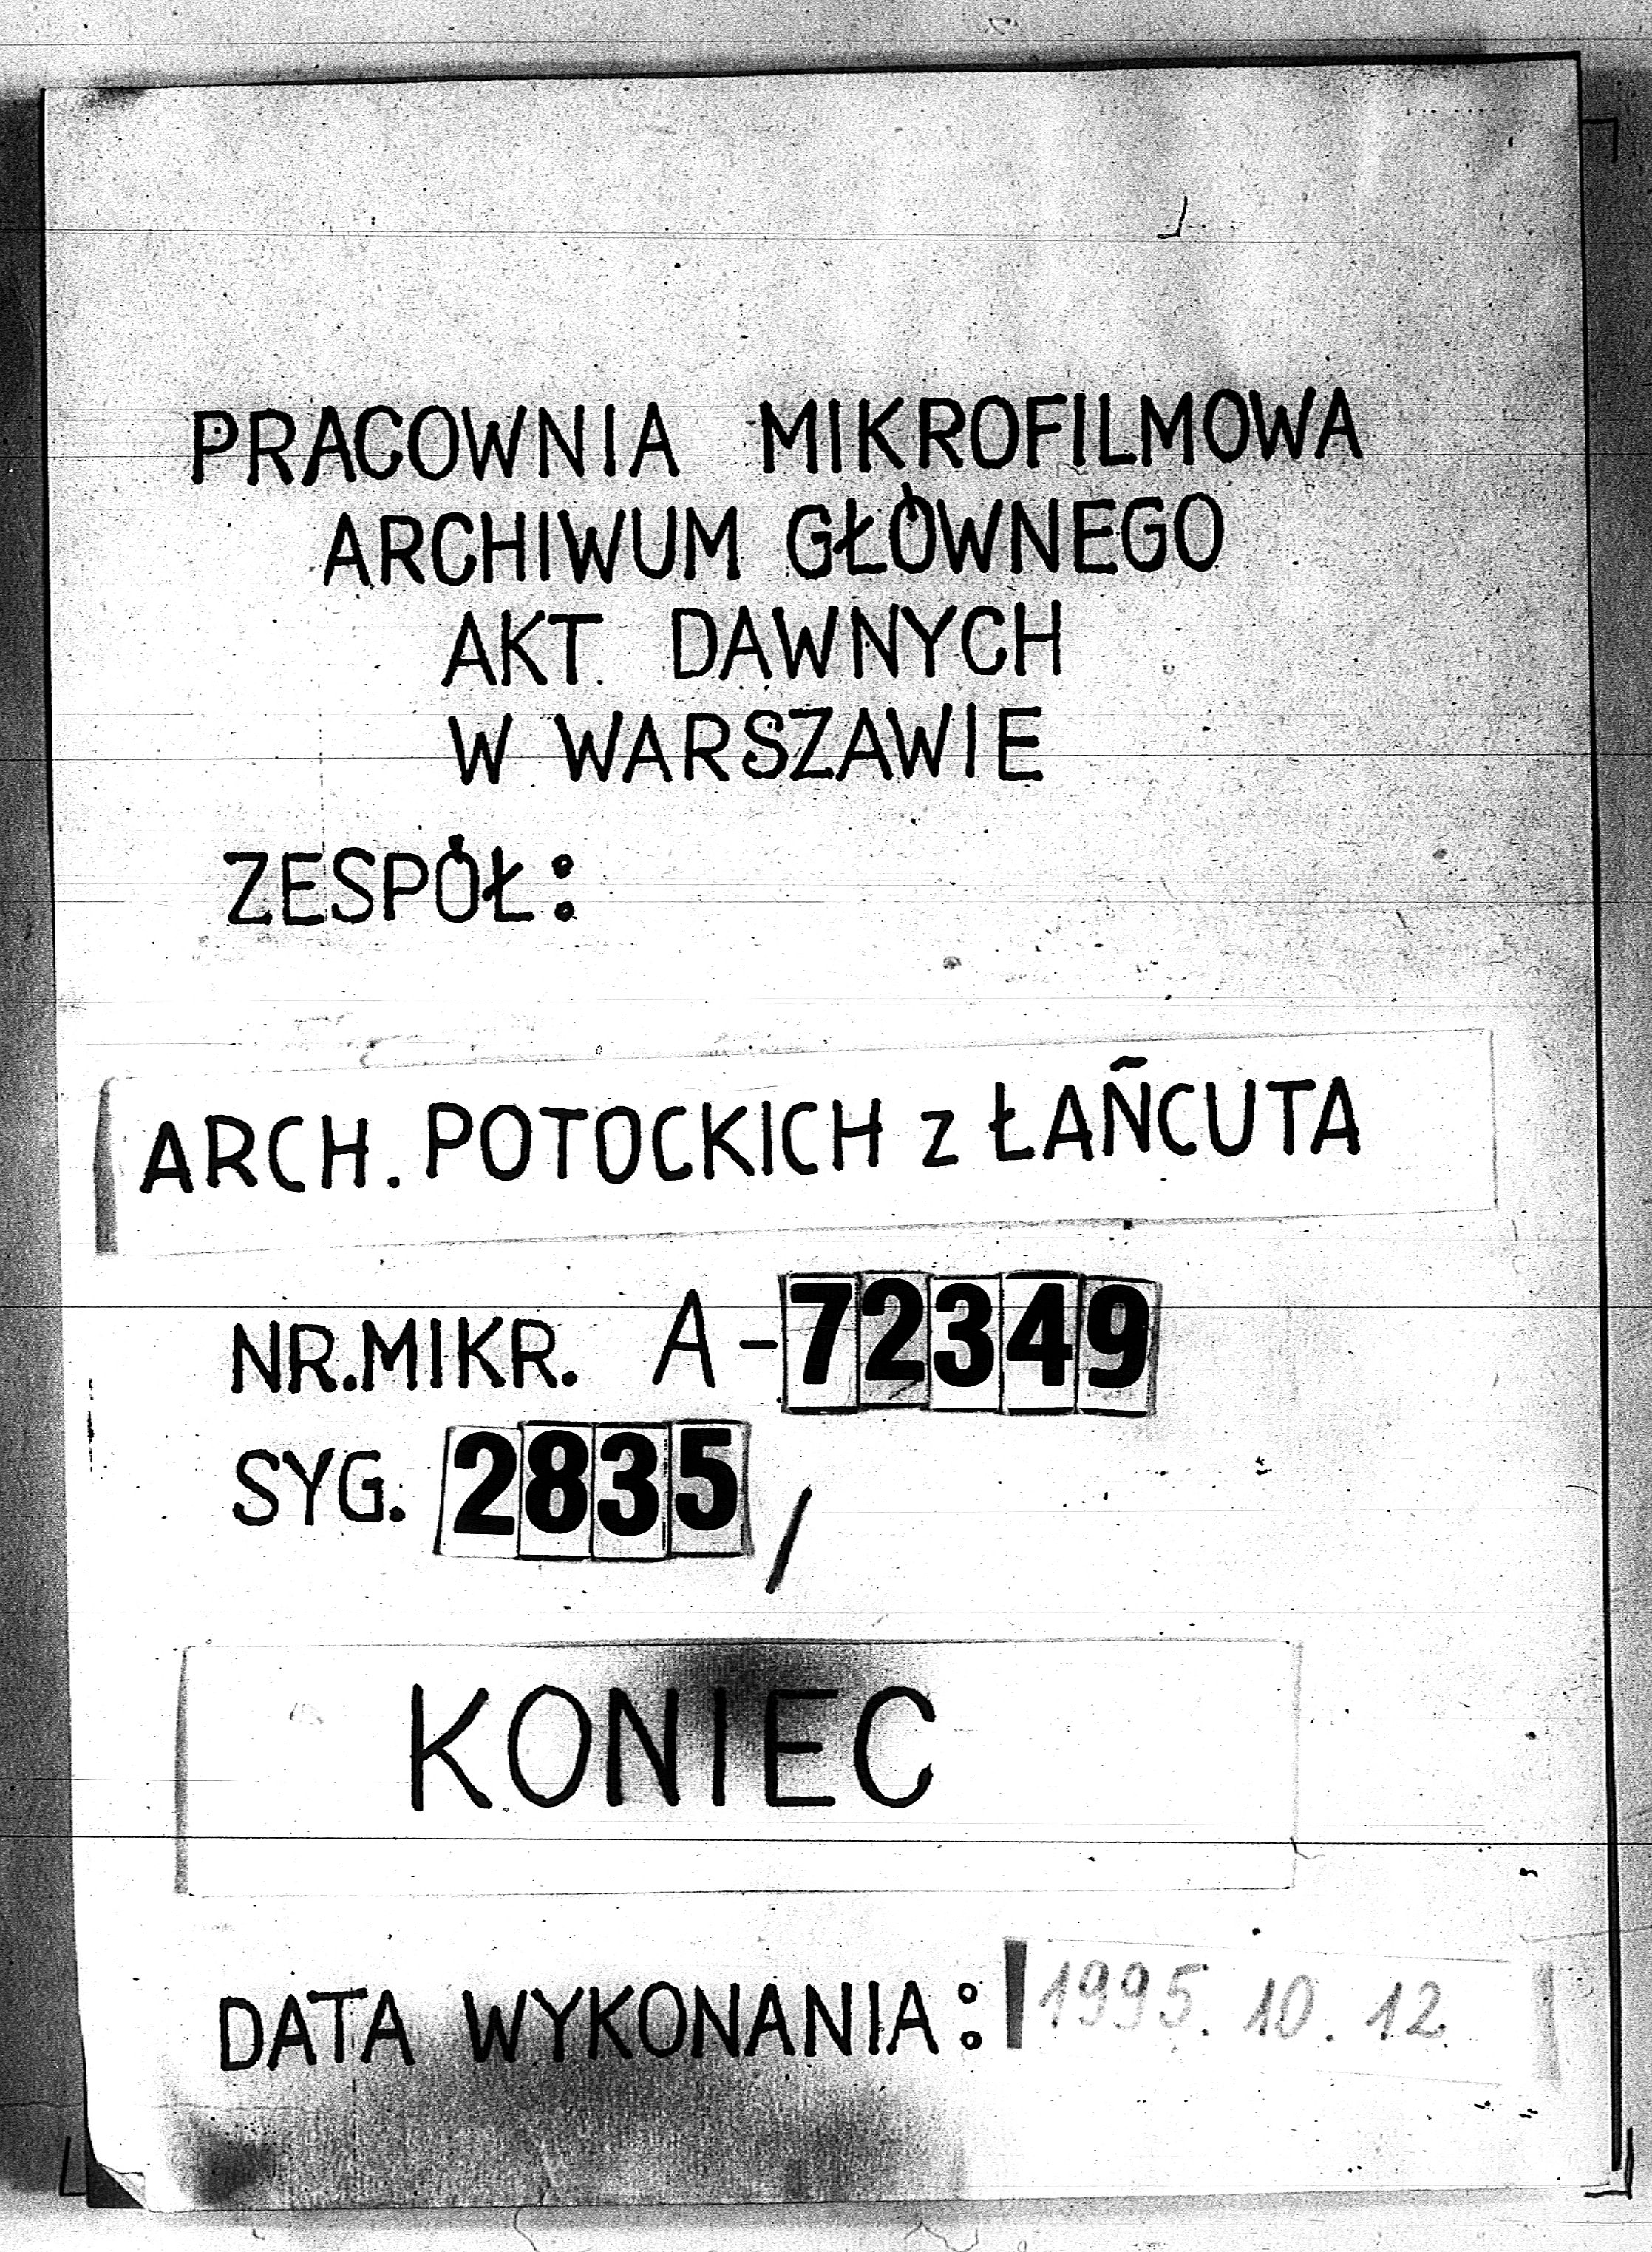 PRACOWNIA MIKROFILMOWA
ARCHIWUM GŁÓWNEGO
AKT DAWNYCH
W WARSZAWIE
ZESPÓŁ:
ARCH. POTOCKICH z ŁAŃCUTA
NR.MIKR. A-72349
SYG. 2835/
KONIEC
DATA WYKONANIA: 1995.10.12.